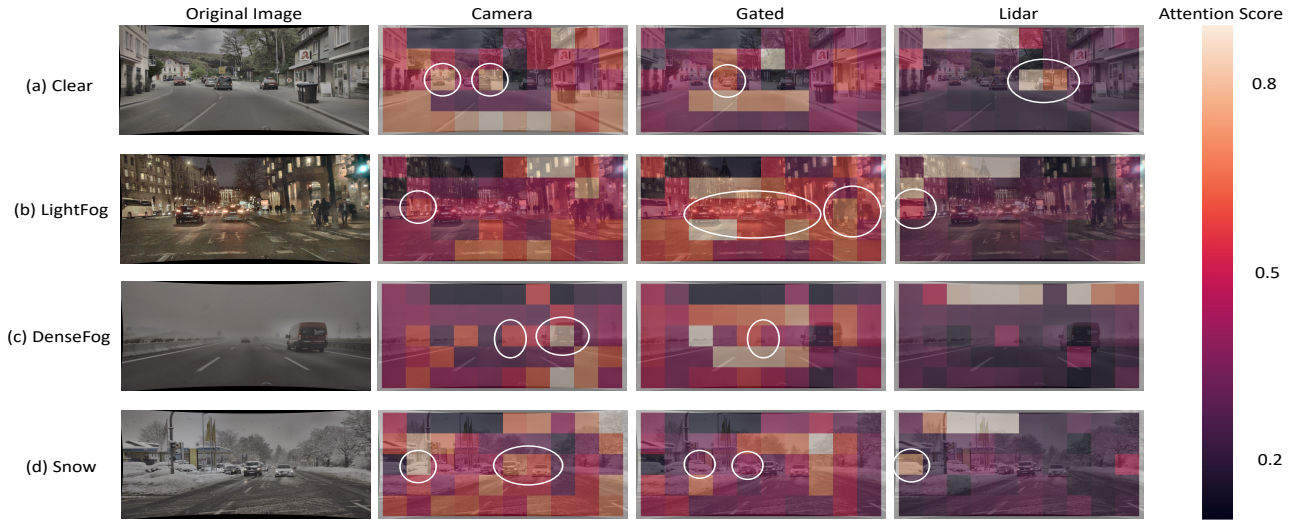 Original Image Camera Gated Lidar Attention Score
(a) Clear
0.8
(b) LightFog
0.5
(c) DenseFog
(d) Snow
0.2